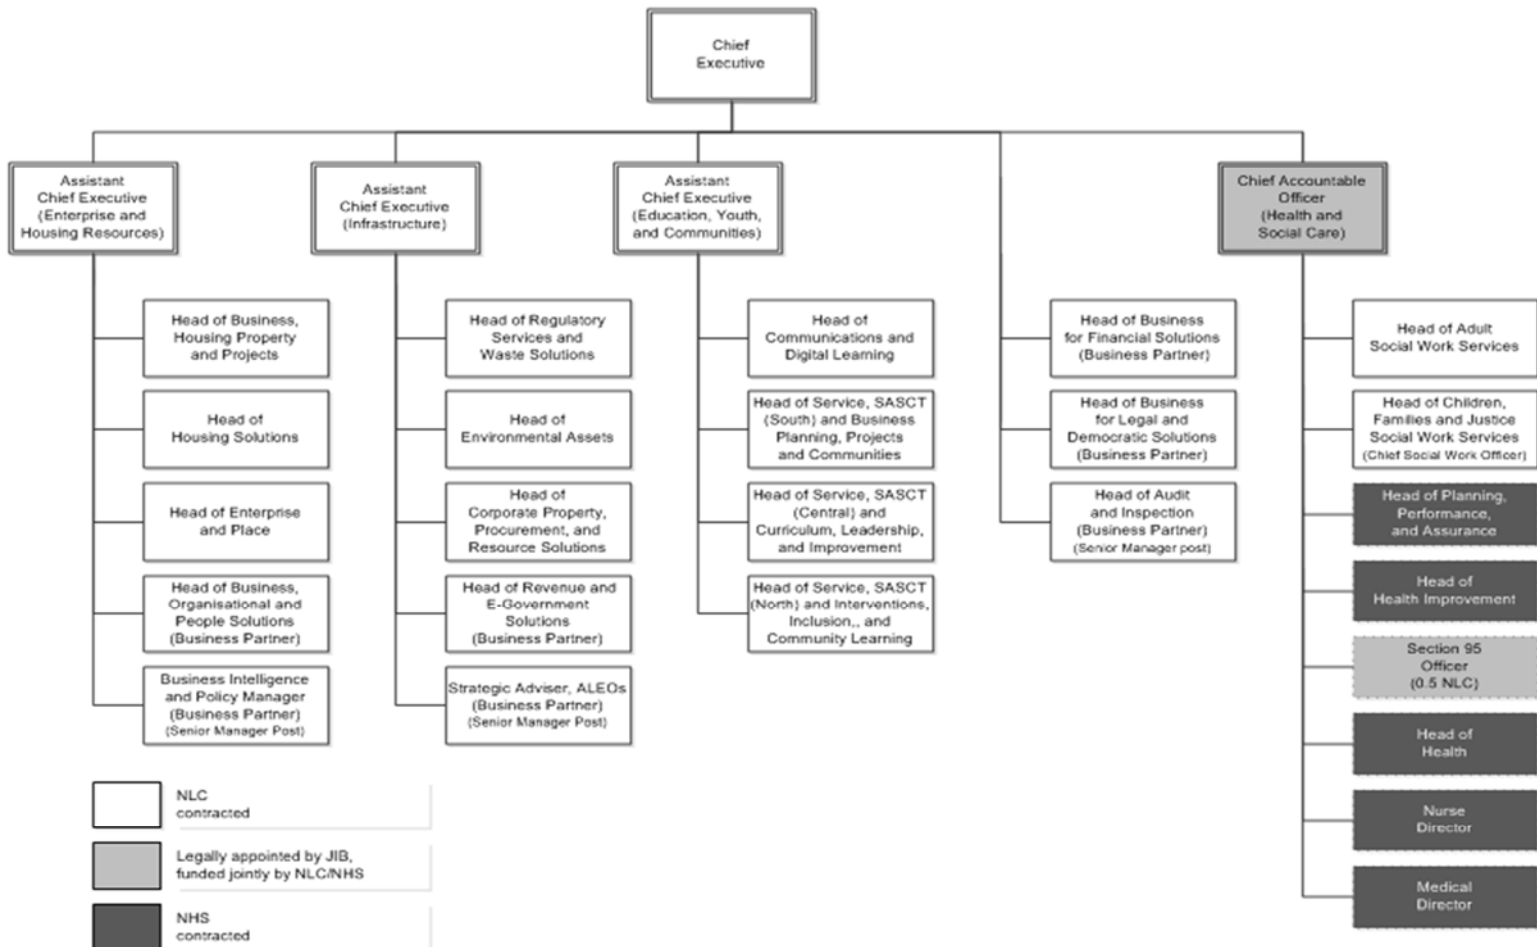 Chief
Executive
Assistant
Chief Executive
(Enterprise and
Housing Resources)
Assistant
Chief Executive
(Infrastructure)
Assistant
Chief Executive
(Education, Youth,
and Communities)
Chief Accountable
Officer
(Health and
Social Care)
Head of Business,
Housing Property
and Projects
Head of
Housing Solutions
Head of Enterprise
and Place
Head of Business,
Organisational and
People Solutions
(Business Partner)
Business Intelligence
and Policy Manager
(Business Partner)
(Senior Manager Post)
Head of Regulatory
Services and
Waste Solutions
Head of
Environmental Assets
Head of
Corporate Property,
Procurement, and
Resource Solutions
Head of Revenue and
E-Government
Solutions
(Business Partner)
Strategic Adviser, ALEOs
(Business Partner)
(Senior Manager Post)
Head of
Communications and
Digital Learning
Head of Service, SASCT
(South) and Business
Planning, Projects
and Communities
Head of Service, SASCT
(Central) and
Curriculum, Leadership,
and Improvement
Head of Service, SASCT
(North) and Interventions,
Inclusion,, and
Community Learning
Head of Business
for Financial Solutions
(Business Partner)
Head of Business
for Legal and
Democratic Solutions
(Business Partner)
Head of Audit
and Inspection
(Business Partner)
(Senior Manager post)
Head of Adult
Social Work Services
Head of Children,
Families and Justice
Social Work Services
(Chief Social Work Officer)
Head of Planning,
Performance,
and Assurance
Head of
Health Improvement
Section 95
Officer
(0.5 NLC)
Head of
Health
Nurse
Director
Medical
Director
NLC
contracted
Legally appointed by JIB,
funded jointly by NLC/NHS
NHS
contracted